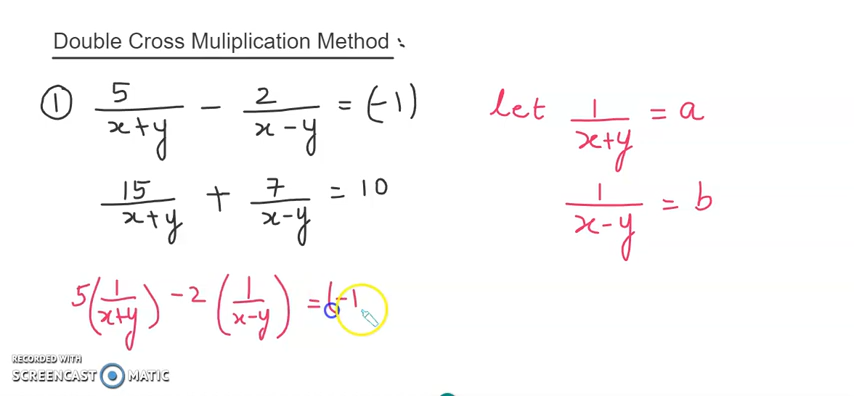 Double Cross Muliplication Method :
① 5/(x+y) − 2/(x−y) = (−1)
15/(x+y) + 7/(x−y) = 10
5(1/(x+y)) −2(1/(x−y)) = (−1
let 1/(x+y) = a
1/(x−y) = b
RECORDED WITH
SCREENCAST MATIC